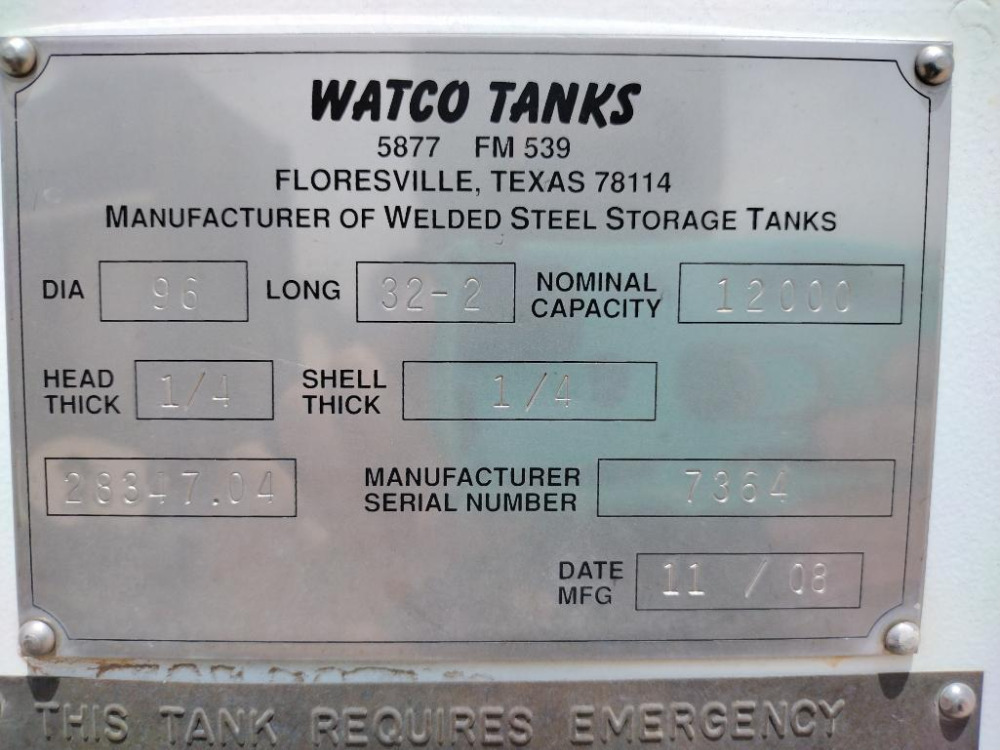 WATCO TANKS
5877 FM 539
FLORESVILLE, TEXAS 78114
MANUFACTURER OF WELDED STEEL STORAGE TANKS
DIA 96 LONG 32-2 NOMINAL CAPACITY 12000
HEAD THICK 1/4 SHELL THICK 1/4
28347.04 MANUFACTURER SERIAL NUMBER 7364
DATE MFG 11 / 08
THIS TANK REQUIRES EMERGENCY